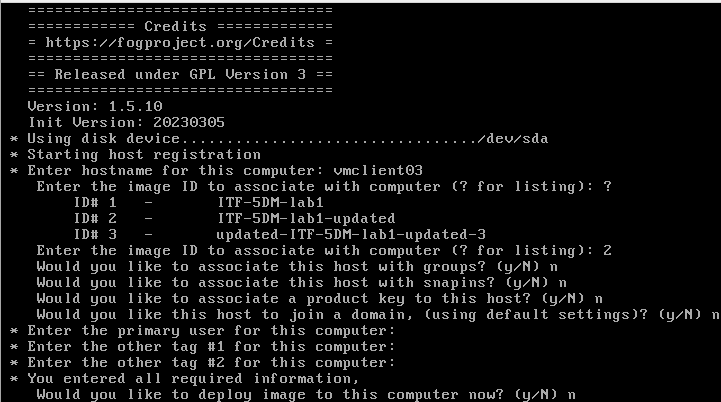 ==================================
============ Credits =============
= https://fogproject.org/Credits =
==================================
== Released under GPL Version 3 ==
==================================
Version: 1.5.10
Init Version: 20230305
* Using disk device................................/dev/sda
* Starting host registration
* Enter hostname for this computer: vmclient03
Enter the image ID to associate with computer (? for listing): ?
ID# 1 - ITF-5DM-lab1
ID# 2 - ITF-5DM-lab1-updated
ID# 3 - updated-ITF-5DM-lab1-updated-3
Enter the image ID to associate with computer (? for listing): 2
Would you like to associate this host with groups? (y/N) n
Would you like to associate this host with snapins? (y/N) n
Would you like to associate a product key to this host? (y/N) n
Would you like this host to join a domain, (using default settings)? (y/N) n
* Enter the primary user for this computer:
* Enter the other tag #1 for this computer:
* Enter the other tag #2 for this computer:
* You entered all required information,
Would you like to deploy image to this computer now? (y/N) n